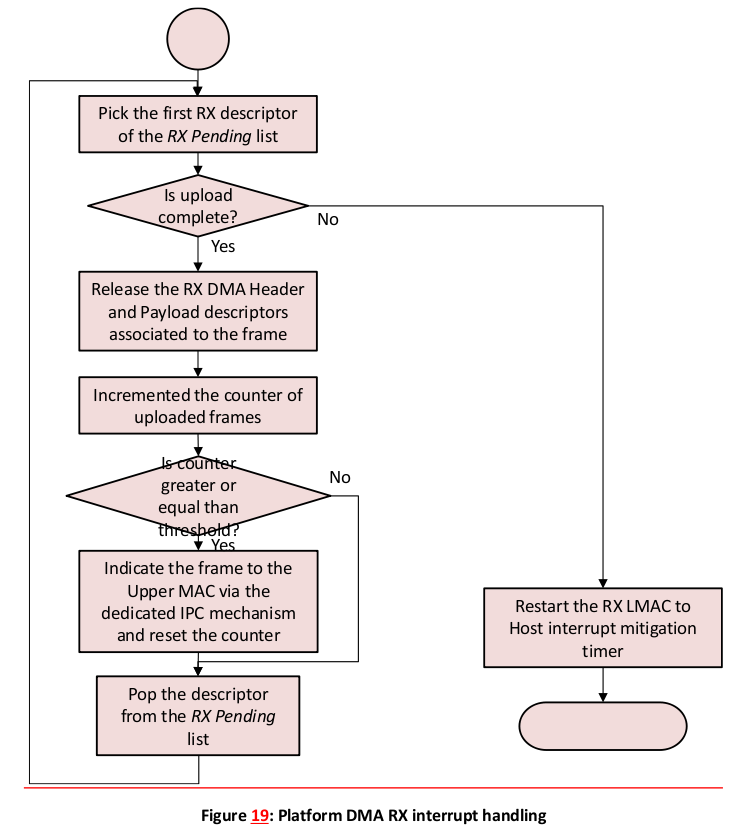 Pick the first RX descriptor
of the RX Pending list
Is upload
complete?
No
Yes
Release the RX DMA Header
and Payload descriptors
associated to the frame
Incremented the counter of
uploaded frames
Is counter
greater or
equal than
threshold?
No
Yes
Indicate the frame to the
Upper MAC via the
dedicated IPC mechanism
and reset the counter
Pop the descriptor
from the RX Pending
list
Restart the RX LMAC to
Host interrupt mitigation
timer
Figure 19: Platform DMA RX interrupt handling